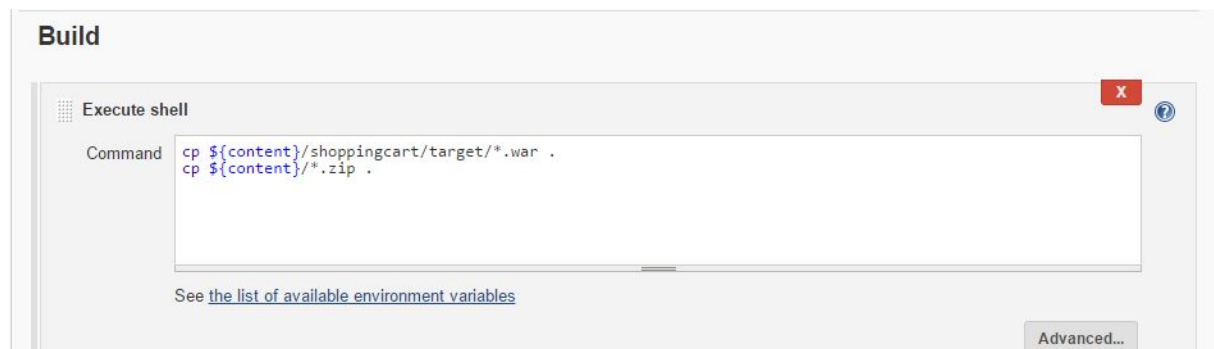 Build
X
Execute shell
Command
cp ${content}/shoppingcart/target/*.war .
cp ${content}/*.zip .
See the list of available environment variables
Advanced...